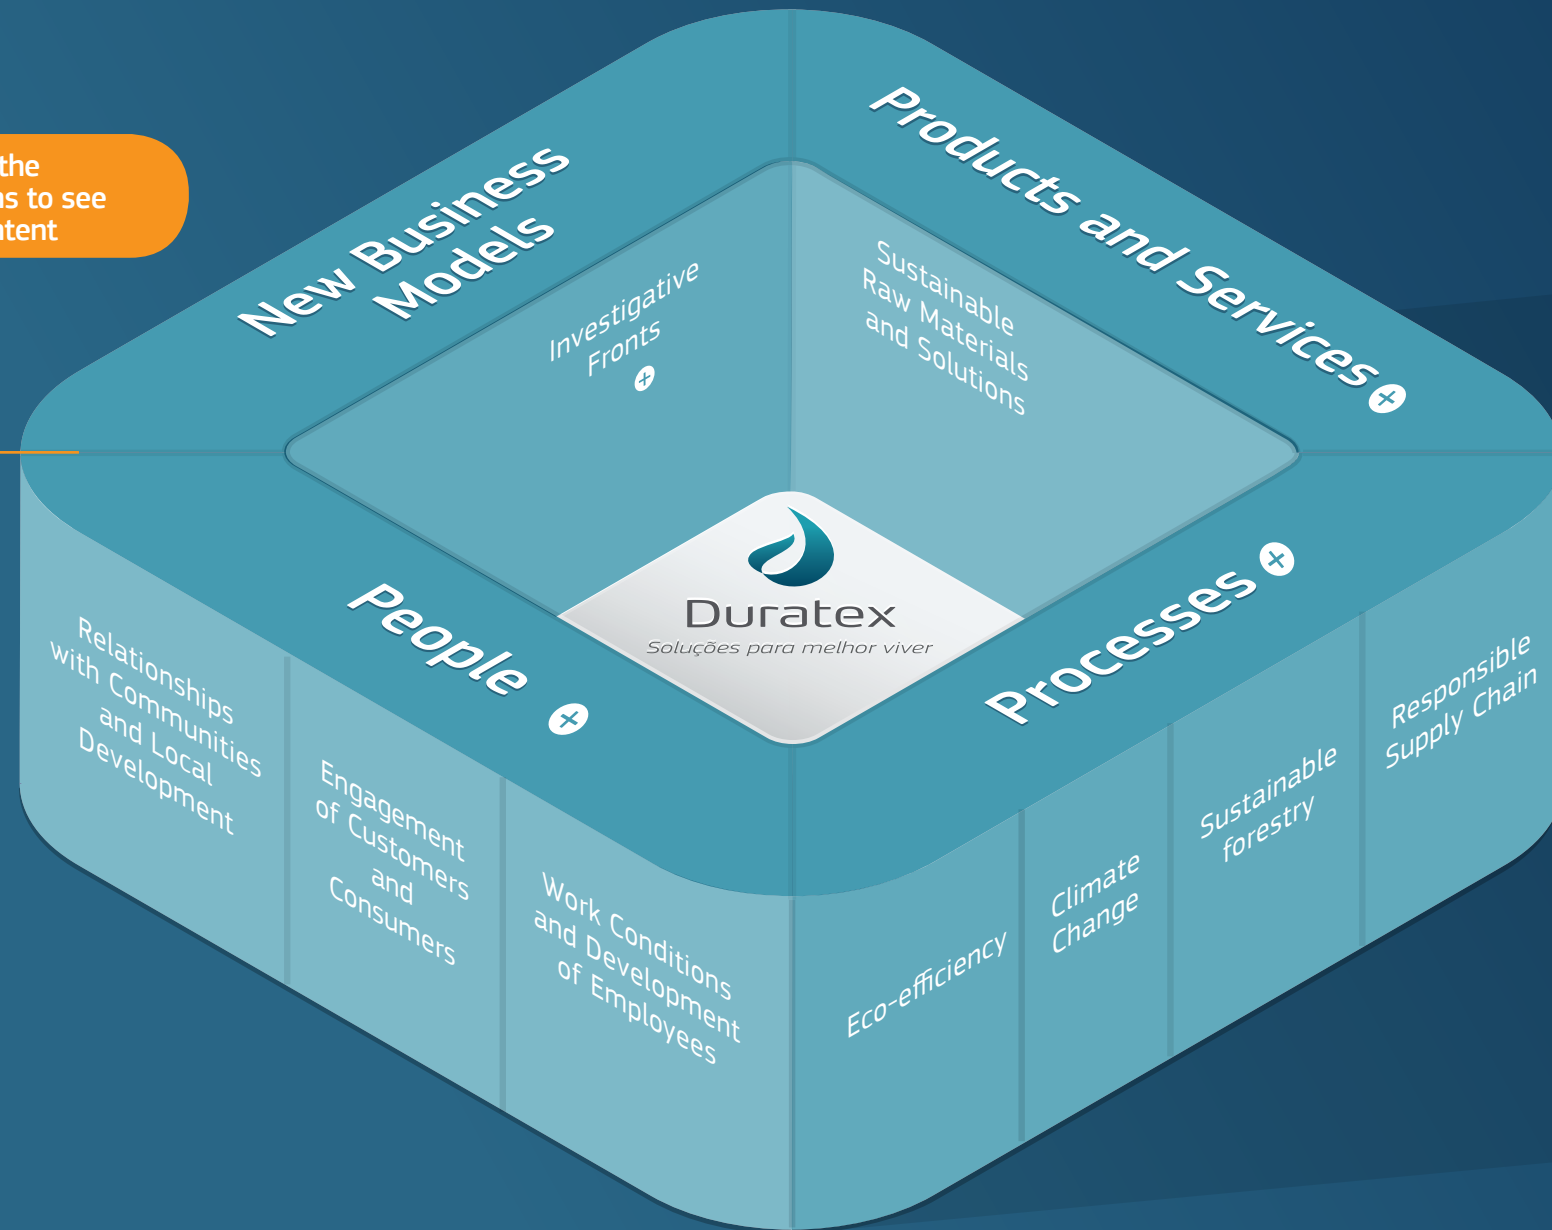 the
ns to see
ntent
New Business
Models
Products and Services
Investigative
Fronts
Sustainable
Raw Materials
and Solutions
Duratex
Soluções para melhor viver
People
Processes
Relationships
with Communities
and Local
Development
Engagement
of Customers
and
Consumers
Work Conditions
and Development
of Employees
Eco-efficiency
Climate
Change
Sustainable
forestry
Responsible
Supply Chain